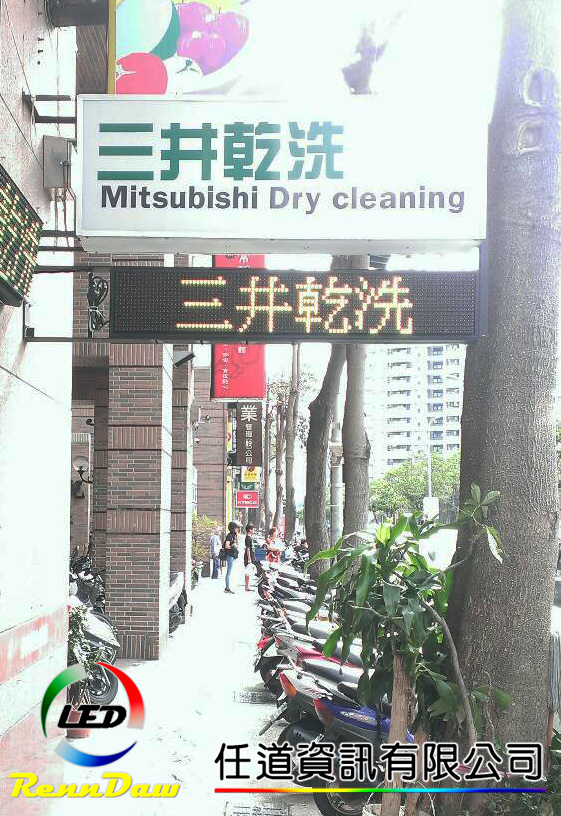 三井乾洗
Mitsubishi Dry cleaning
三井乾洗
業
KYMCO
LED
RennDaw
任道資訊有限公司